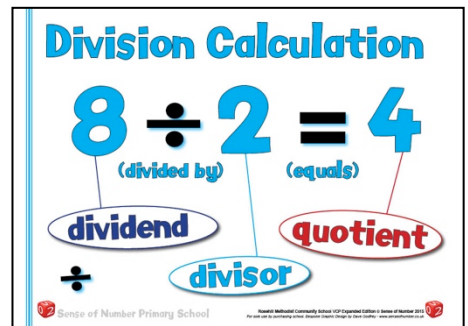 Division Calculation
8 ÷ 2 = 4
(divided by) (equals)
dividend
quotient
divisor
÷
Sense of Number Primary School